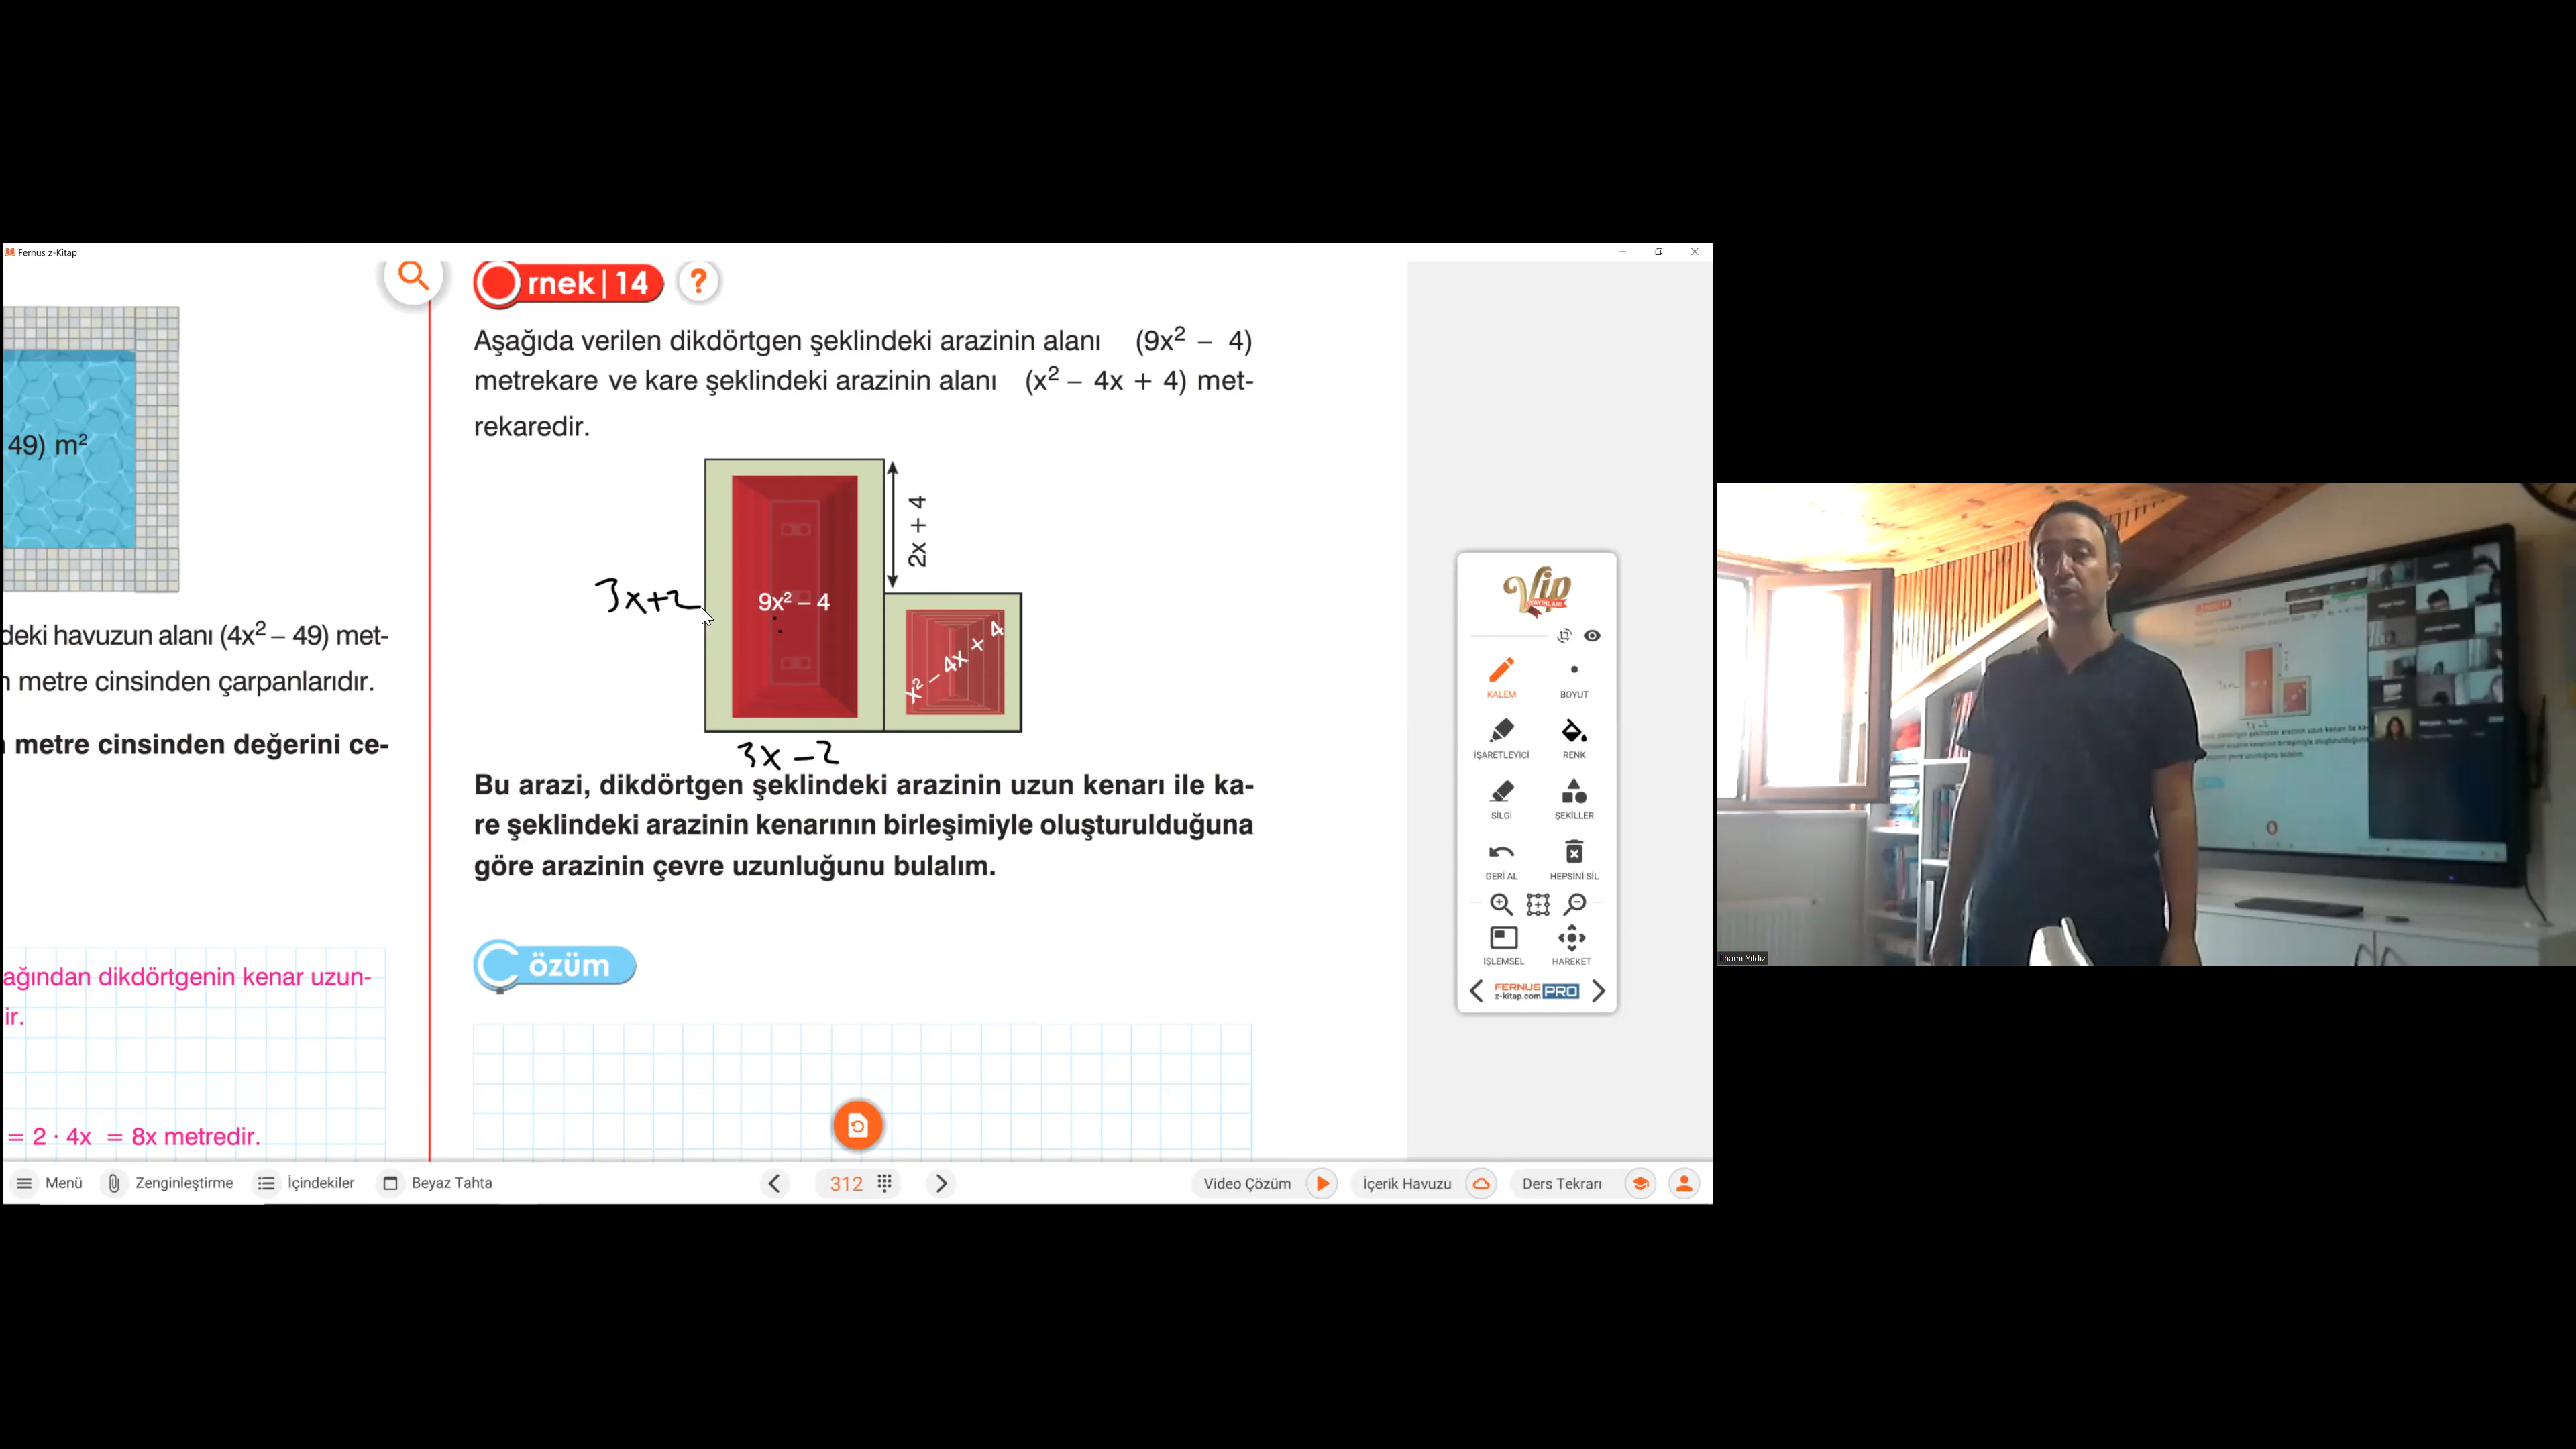 Fernus z-Kitap
49) m²
deki havuzun alanı (4x² – 49) met-
metre cinsinden çarpanlarıdır.
metre cinsinden değerini ce-
ağından dikdörtgenin kenar uzun-
ir.
= 2 · 4x = 8x metredir.
Örnek | 14 ?
Aşağıda verilen dikdörtgen şeklindeki arazinin alanı (9x² – 4)
metrekare ve kare şeklindeki arazinin alanı (x² – 4x + 4) met-
rekaredir.
2x + 4
3x+2
9x² – 4
x² – 4x + 4
3x – 2
Bu arazi, dikdörtgen şeklindeki arazinin uzun kenarı ile ka-
re şeklindeki arazinin kenarının birleşimiyle oluşturulduğuna
göre arazinin çevre uzunluğunu bulalım.
Çözüm
Vip
YAYINLARI
KALEM BOYUT
İŞARETLEYİCİ RENK
SİLGİ ŞEKİLLER
GERİ AL HEPSİNİ SİL
İŞLEMSEL HAREKET
FERNUS
z-kitap.com PRO
Menü Zenginleştirme İçindekiler Beyaz Tahta 312 Video Çözüm İçerik Havuzu Ders Tekrarı
İlhami Yıldız